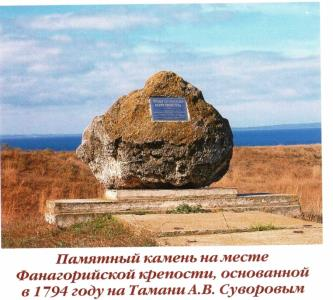 Памятный камень на месте
Фанагорийской крепости, основанной
в 1794 году на Тамани А.В. Суворовым